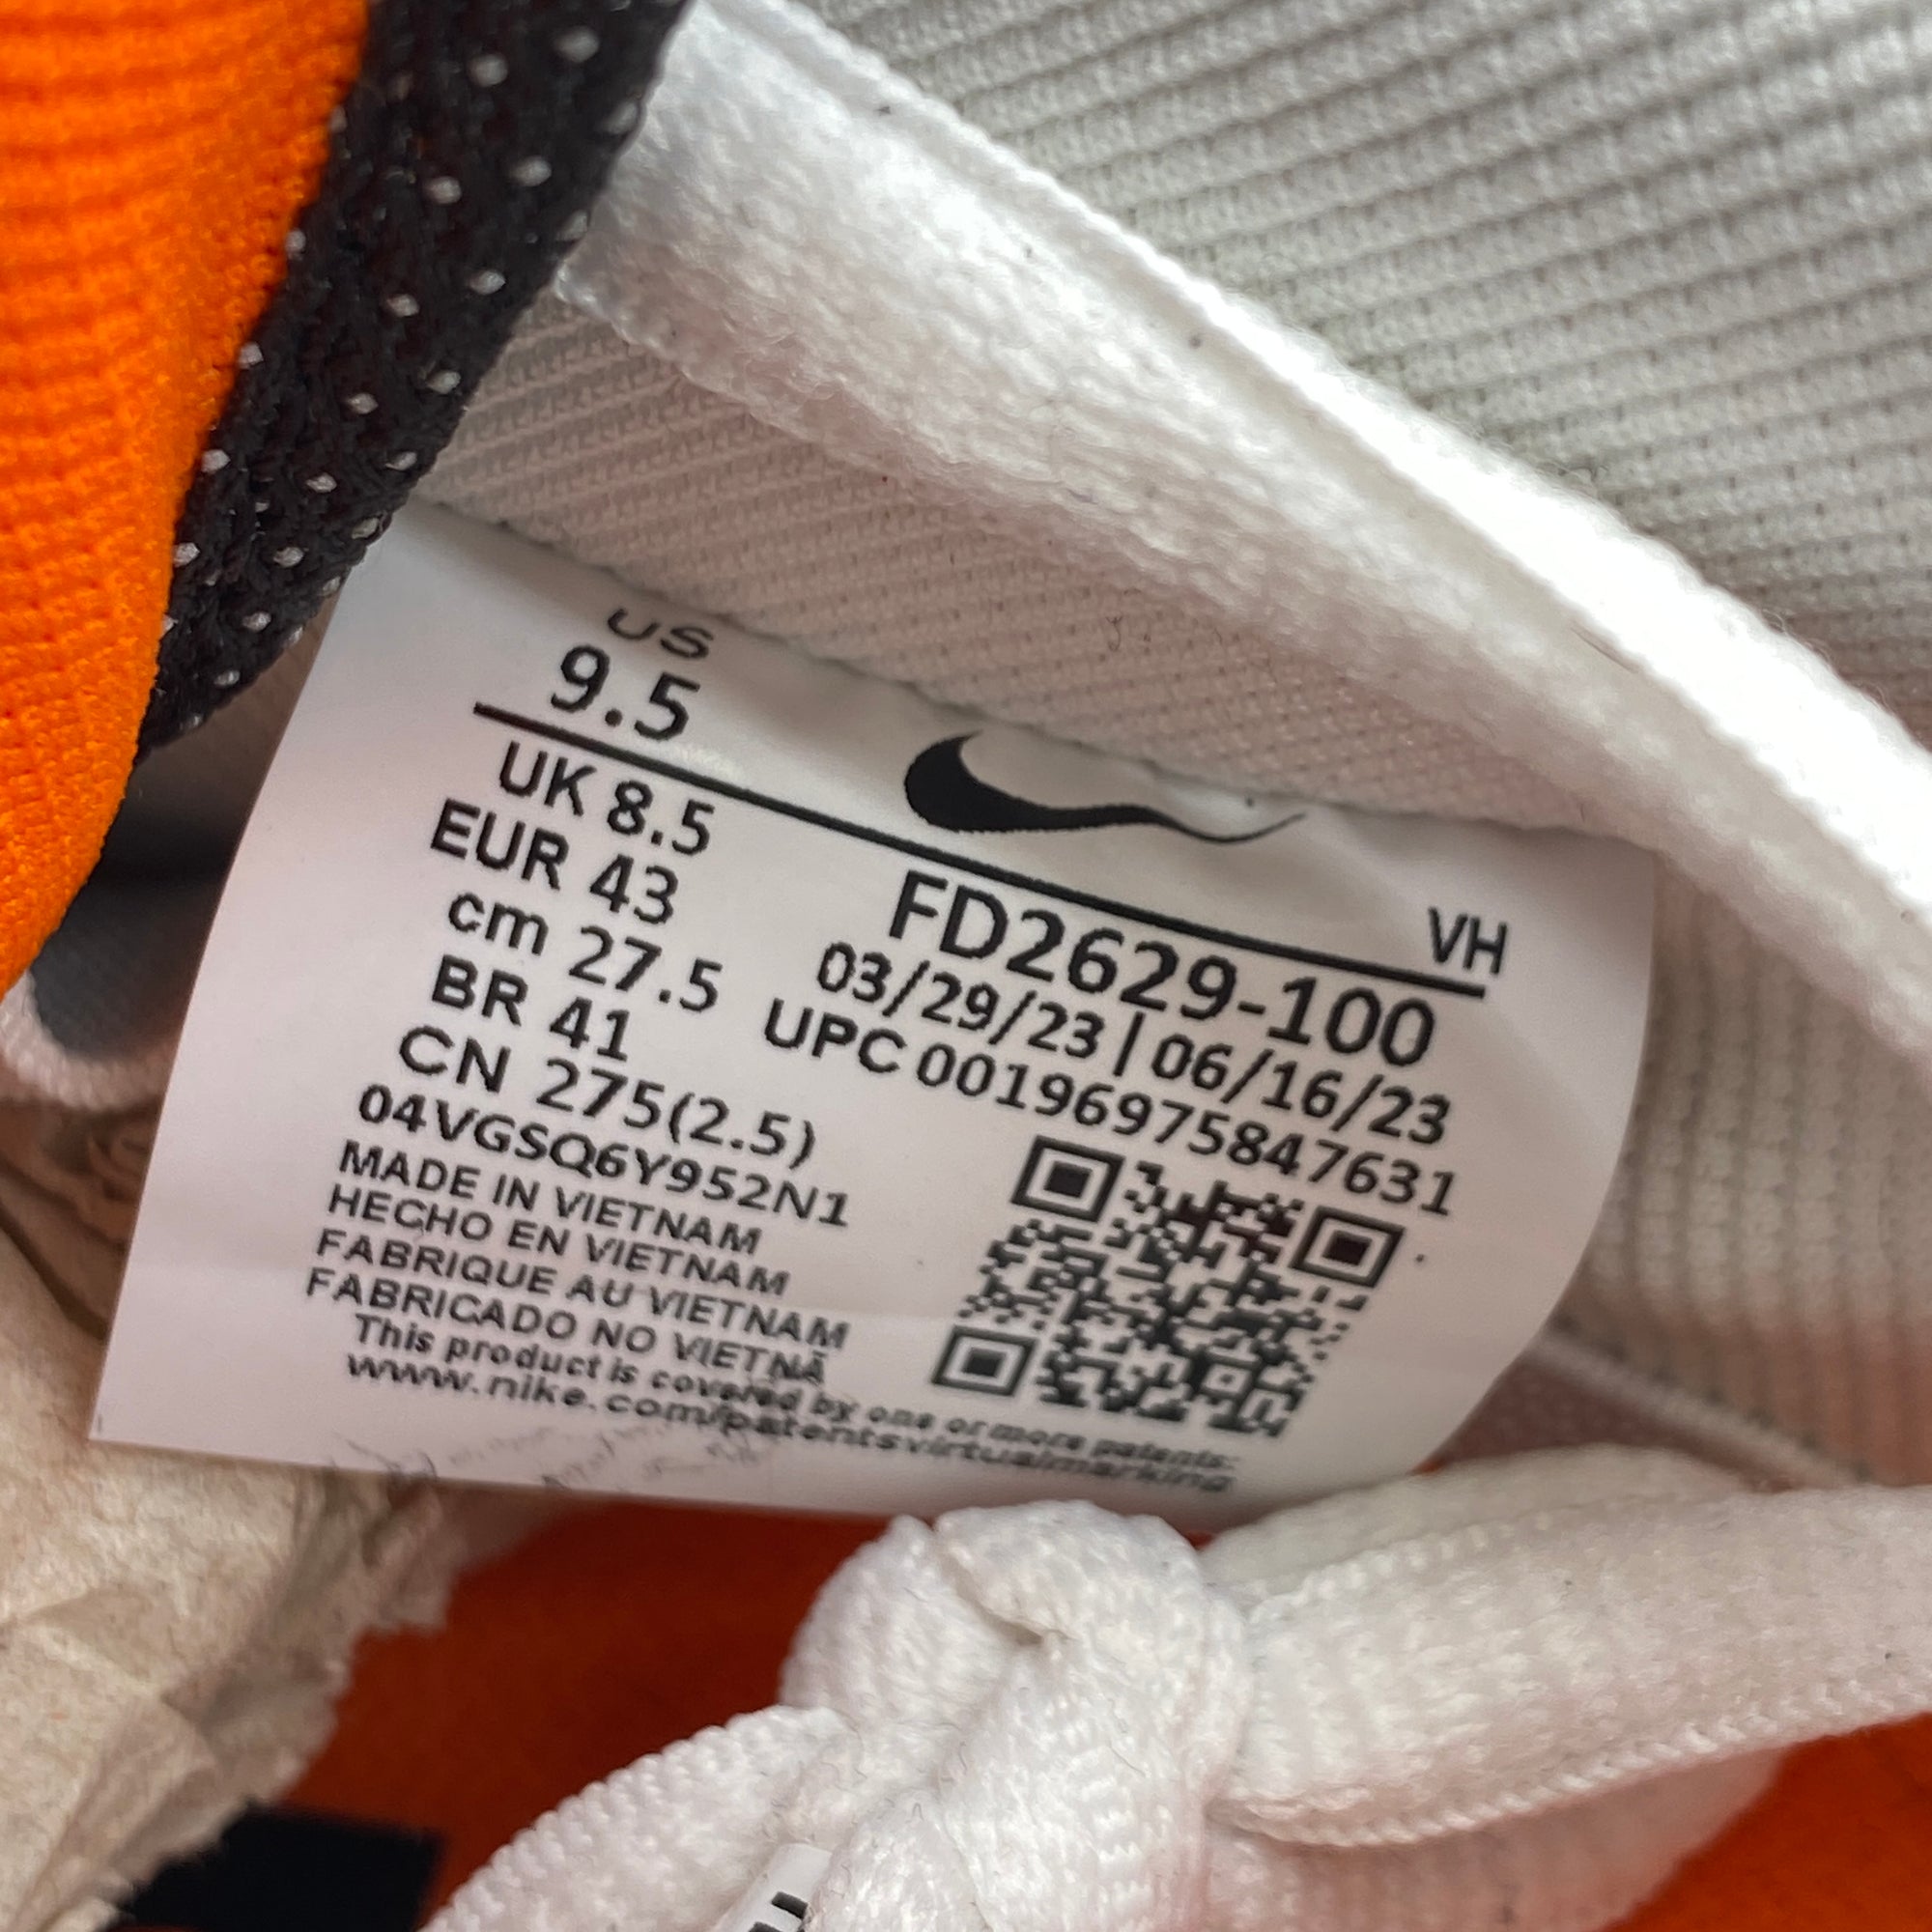 US
9.5
UK 8.5
EUR 43
cm 27.5
BR 41
CN 275(2.5)
04VGSQ6Y952N1
MADE IN VIETNAM
HECHO EN VIETNAM
FABRIQUE AU VIETNAM
FABRICADO NO VIETNÃ
This product is covered by one or more patents:
www.nike.com/patentsvirtualmarking
VH
FD2629-100
03/29/23 | 06/16/23
UPC 00196975847631